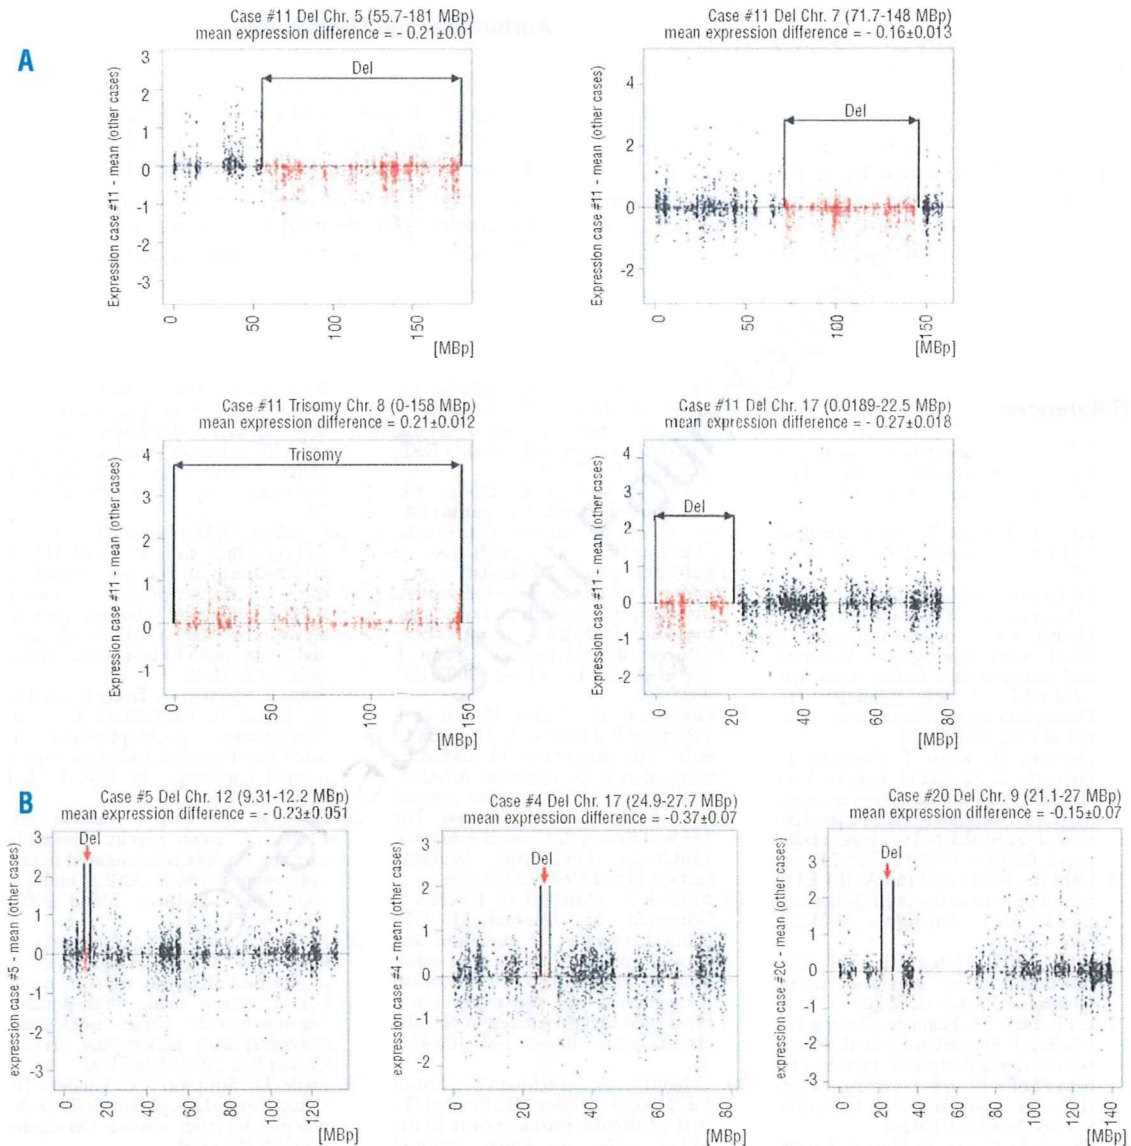 A
Case #11 Del Chr. 5 (55.7-181 MBp)
mean expression difference = - 0.21±0.01
Expression case #11 - mean (other cases)
3
2
1
0
-1
-2
-3
Del
0
50
100
150
[MBp]
Case #11 Del Chr. 7 (71.7-148 MBp)
mean expression difference = - 0.16±0.013
Expression case #11 - mean (other cases)
4
2
0
-2
Del
0
50
100
150
[MBp]
Case #11 Trisomy Chr. 8 (0-158 MBp)
mean expression difference = 0.21±0.012
Expression case #11 - mean (other cases)
4
3
2
1
0
-1
Trisomy
0
50
100
150
[MBp]
Case #11 Del Chr. 17 (0.0189-22.5 MBp)
mean expression difference = - 0.27±0.018
Expression case #11 - mean (other cases)
4
3
2
1
0
-1
-2
Del
0
20
40
60
80
[MBp]
B
Case #5 Del Chr. 12 (9.31-12.2 MBp)
mean expression difference = - 0.23±0.051
expression case #5 - mean (other cases)
3
2
1
0
-1
-2
-3
Del
0
20
40
60
80
100
120
[MBp]
Case #4 Del Chr. 17 (24.9-27.7 MBp)
mean expression difference = -0.37±0.07
expression case #4 - mean (other cases)
3
2
1
0
-1
-2
Del
0
20
40
60
80
[MBp]
Case #20 Del Chr. 9 (21.1-27 MBp)
mean expression difference = -0.15±0.07
expression case #2C - mean (other cases)
3
2
1
0
-1
-2
-3
Del
0
20
40
60
80
100
120
140
[MBp]